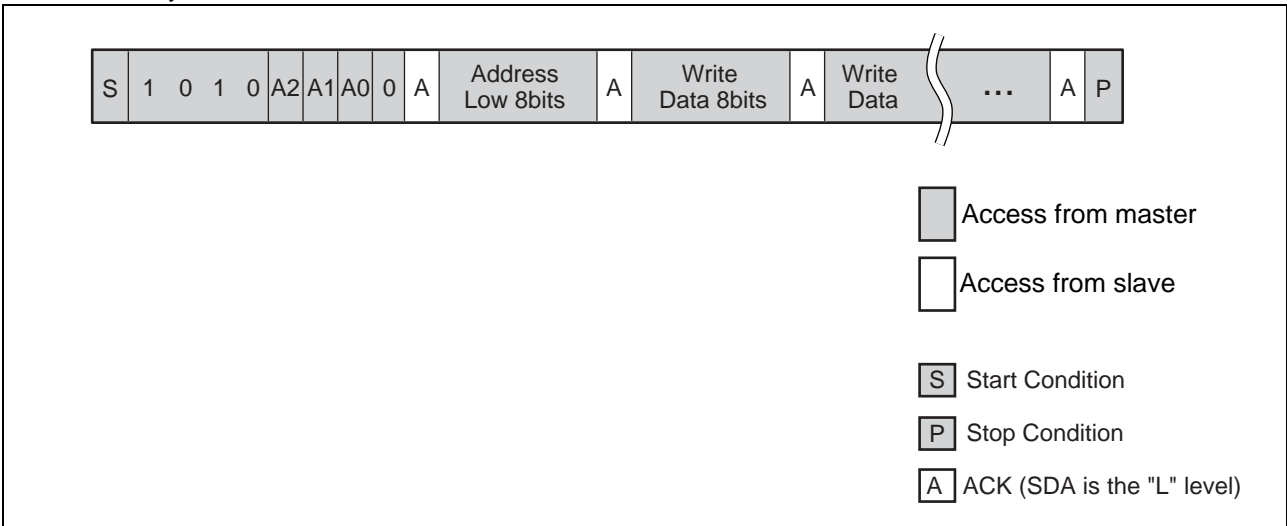 S 1 0 1 0 A2 A1 A0 0 A Address Low 8bits A Write Data 8bits A Write Data ... A P
Access from master
Access from slave
S Start Condition
P Stop Condition
A ACK (SDA is the "L" level)